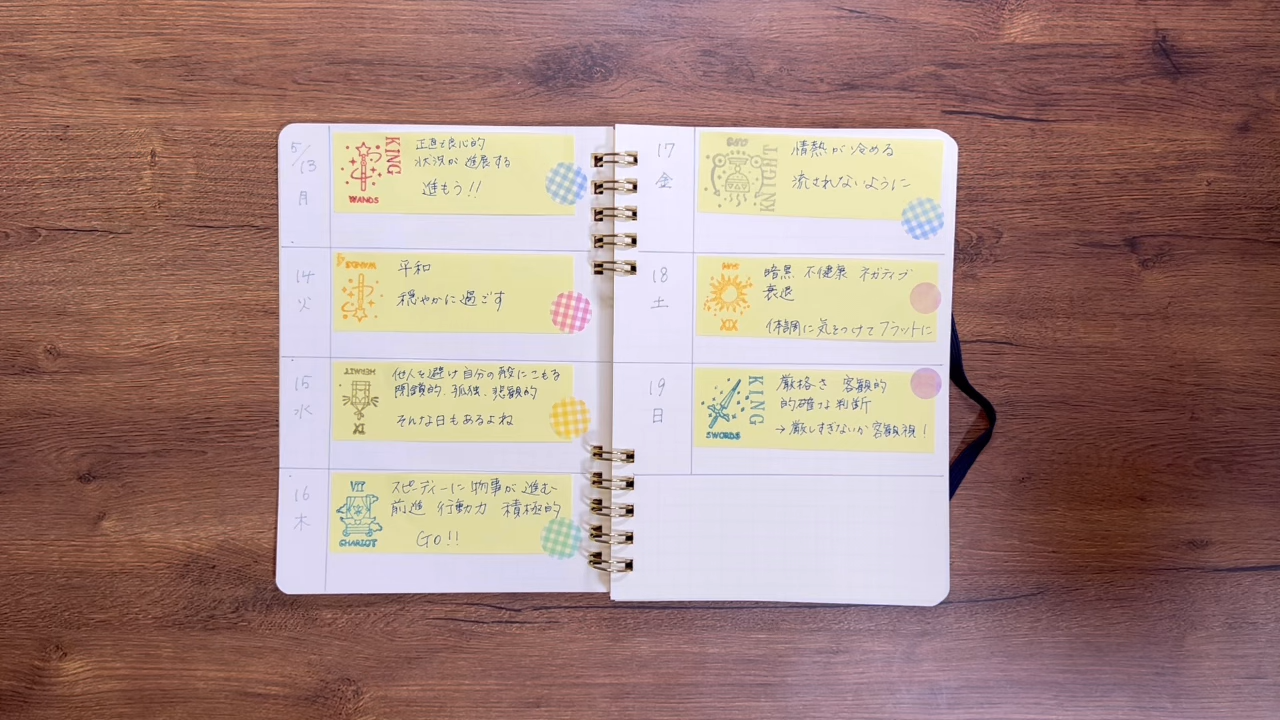 5/13
月
KING
WANDS
正直で良心的
状況が進展する
進もう!!
14
火
平和
穏やかに過ごす
15
水
HERMIT
IX
他人を避け自分の殻にこもる
閉鎖的、孤独、悲観的
そんな日もあるよね
16
木
VII
CHARIOT
スピーディーに物事が進む
前進 行動力 積極的
GO!!
17
金
CUPS
KNIGHT
情熱が冷める
流されないように
18
土
SUN
XIX
暗黒 不健康 ネガティブ
衰退
体調に気をつけてフラットに
19
日
KING
SWORDS
厳格さ 客観的
的確な判断
→厳しすぎないが客観視!